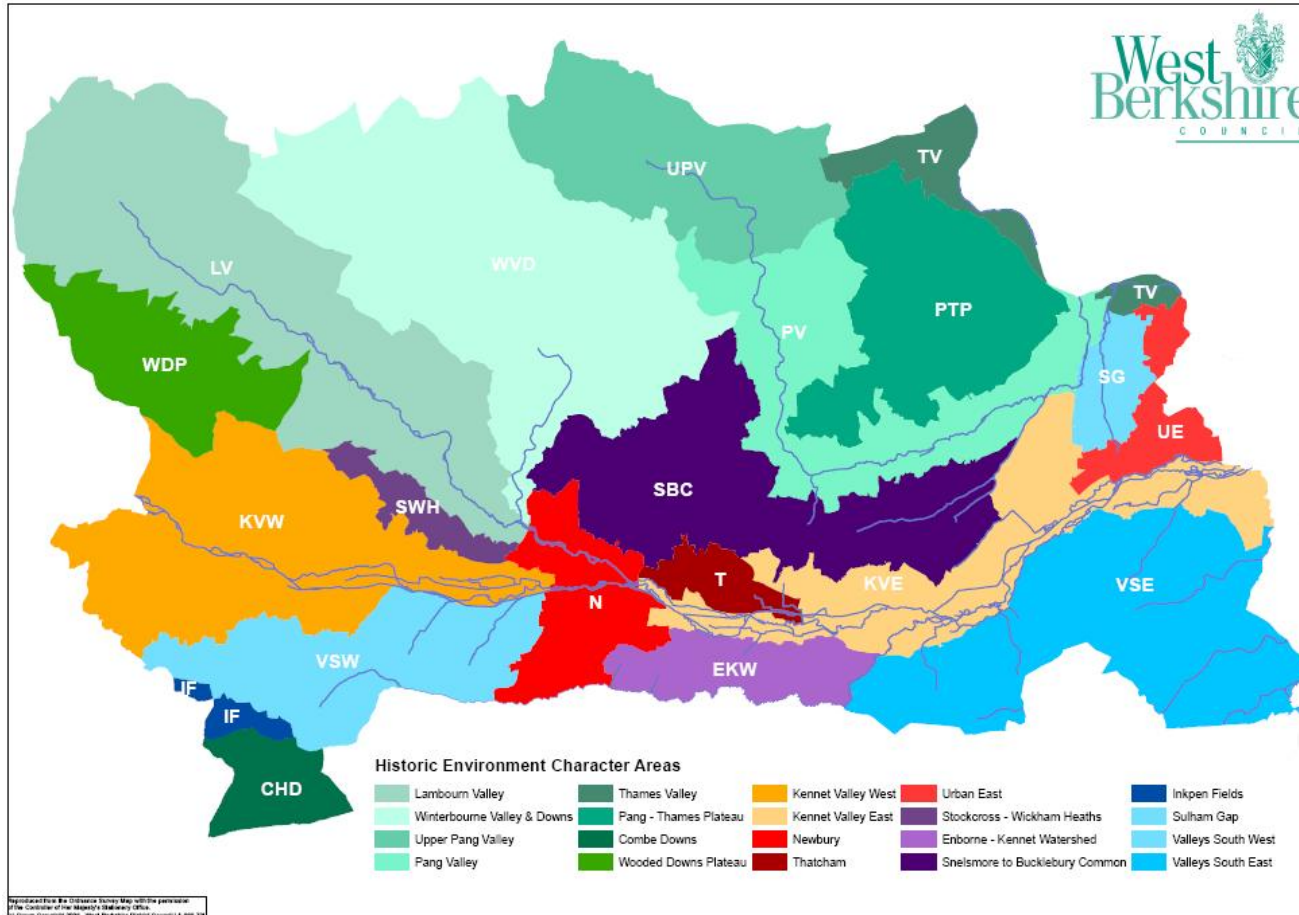 West
Berkshire
COUNCI
TV
UPV
LV
WVD
TV
PTP
PV
WDP
SG
UE
SBC
SWH
KVW
T
KVE
VSE
N
VSW
EKW
IF
IF
CHD
Historic Environment Character Areas
Lambourn Valley
Winterbourne Valley & Downs
Upper Pang Valley
Pang Valley
Thames Valley
Pang - Thames Plateau
Combe Downs
Wooded Downs Plateau
Kennet Valley West
Kennet Valley East
Newbury
Thatcham
Urban East
Stockcross - Wickham Heaths
Enborne - Kennet Watershed
Snelsmore to Bucklebury Common
Inkpen Fields
Sulham Gap
Valleys South West
Valleys South East
Reproduced from the Ordnance Survey Map with the permission
of the Controller of Her Majesty's Stationery Office.